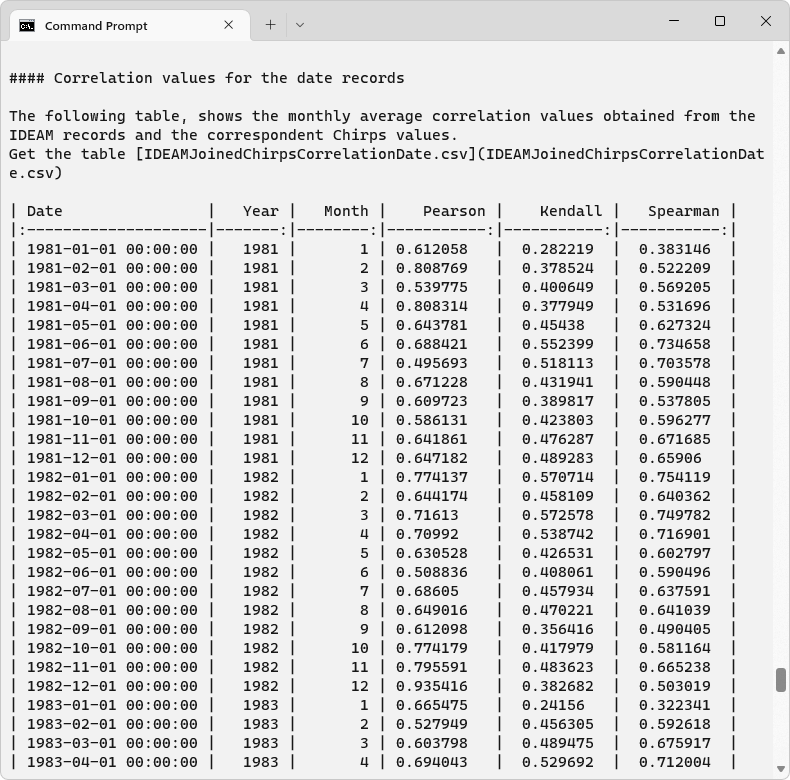 Command Prompt
#### Correlation values for the date records
The following table, shows the monthly average correlation values obtained from the
IDEAM records and the correspondent Chirps values.
Get the table [IDEAMJoinedChirpsCorrelationDate.csv](IDEAMJoinedChirpsCorrelationDat
e.csv)
| Date                |   Year |   Month |    Pearson |    Kendall |   Spearman |
|:--------------------|-------:|--------:|-----------:|-----------:|-----------:|
| 1981-01-01 00:00:00 |   1981 |       1 | 0.612058   |   0.282219  |  0.383146  |
| 1981-02-01 00:00:00 |   1981 |       2 | 0.808769   |   0.378524  |  0.522209  |
| 1981-03-01 00:00:00 |   1981 |       3 | 0.539775   |   0.400649  |  0.569205  |
| 1981-04-01 00:00:00 |   1981 |       4 | 0.808314   |   0.377949  |  0.531696  |
| 1981-05-01 00:00:00 |   1981 |       5 | 0.643781   |   0.45438   |  0.627324  |
| 1981-06-01 00:00:00 |   1981 |       6 | 0.688421   |   0.552399  |  0.734658  |
| 1981-07-01 00:00:00 |   1981 |       7 | 0.495693   |   0.518113  |  0.703578  |
| 1981-08-01 00:00:00 |   1981 |       8 | 0.671228   |   0.431941  |  0.590448  |
| 1981-09-01 00:00:00 |   1981 |       9 | 0.609723   |   0.389817  |  0.537805  |
| 1981-10-01 00:00:00 |   1981 |      10 | 0.586131   |   0.423803  |  0.596277  |
| 1981-11-01 00:00:00 |   1981 |      11 | 0.641861   |   0.476287  |  0.671685  |
| 1981-12-01 00:00:00 |   1981 |      12 | 0.647182   |   0.489283  |  0.65906   |
| 1982-01-01 00:00:00 |   1982 |       1 | 0.774137   |   0.570714  |  0.754119  |
| 1982-02-01 00:00:00 |   1982 |       2 | 0.644174   |   0.458109  |  0.640362  |
| 1982-03-01 00:00:00 |   1982 |       3 | 0.71613    |   0.572578  |  0.749782  |
| 1982-04-01 00:00:00 |   1982 |       4 | 0.70992    |   0.538742  |  0.716901  |
| 1982-05-01 00:00:00 |   1982 |       5 | 0.630528   |   0.426531  |  0.602797  |
| 1982-06-01 00:00:00 |   1982 |       6 | 0.508836   |   0.408061  |  0.590496  |
| 1982-07-01 00:00:00 |   1982 |       7 | 0.68605    |   0.457934  |  0.637591  |
| 1982-08-01 00:00:00 |   1982 |       8 | 0.649016   |   0.470221  |  0.641039  |
| 1982-09-01 00:00:00 |   1982 |       9 | 0.612098   |   0.356416  |  0.490405  |
| 1982-10-01 00:00:00 |   1982 |      10 | 0.774179   |   0.417979  |  0.581164  |
| 1982-11-01 00:00:00 |   1982 |      11 | 0.795591   |   0.483623  |  0.665238  |
| 1982-12-01 00:00:00 |   1982 |      12 | 0.935416   |   0.382682  |  0.503019  |
| 1983-01-01 00:00:00 |   1983 |       1 | 0.665475   |   0.24156   |  0.322341  |
| 1983-02-01 00:00:00 |   1983 |       2 | 0.527949   |   0.456305  |  0.592618  |
| 1983-03-01 00:00:00 |   1983 |       3 | 0.603798   |   0.489475  |  0.675917  |
| 1983-04-01 00:00:00 |   1983 |       4 | 0.694043   |   0.529692  |  0.712004  |